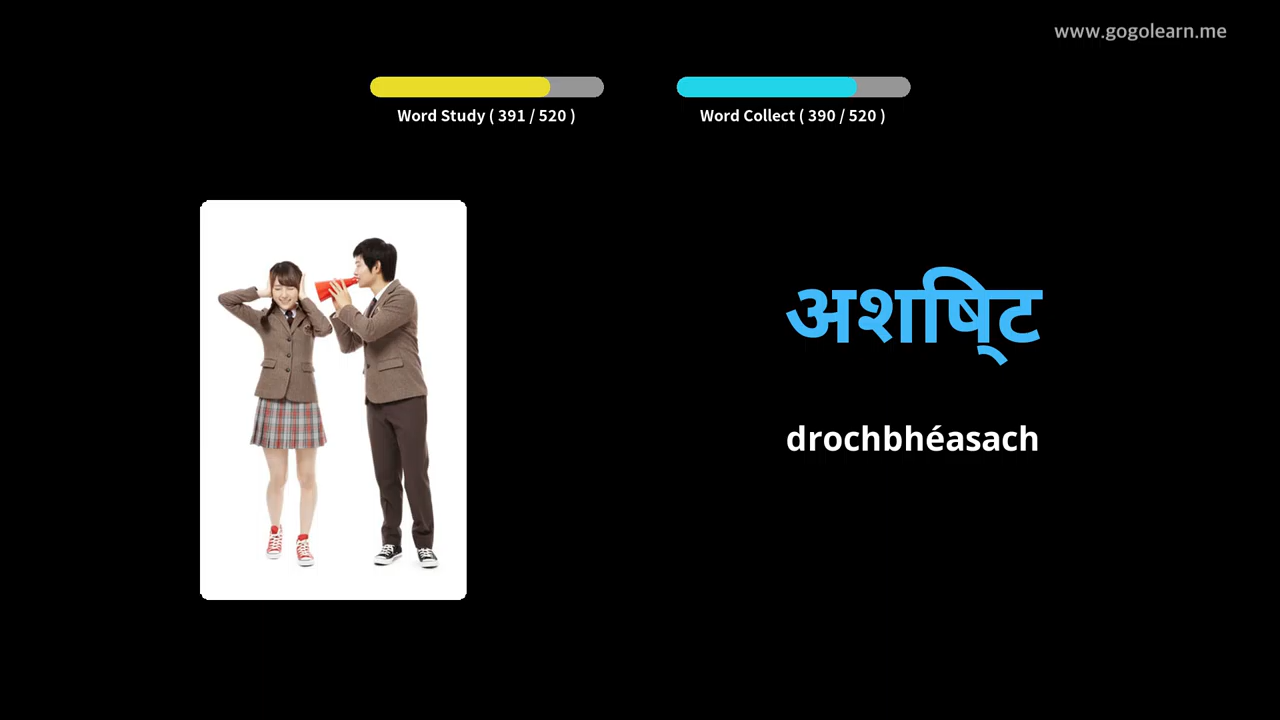 www.gogolearn.me
Word Study ( 391 / 520 )
Word Collect ( 390 / 520 )
अशिष्ट
drochbhéasach